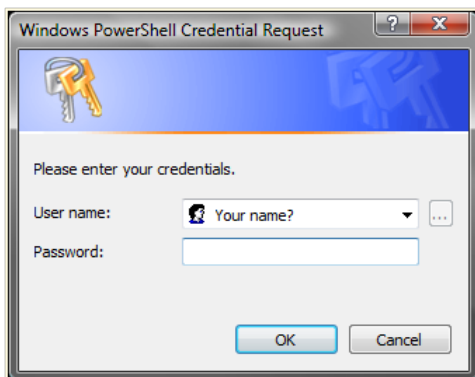 Windows PowerShell Credential Request
Please enter your credentials.
User name: Your name? ...
Password:
OK Cancel